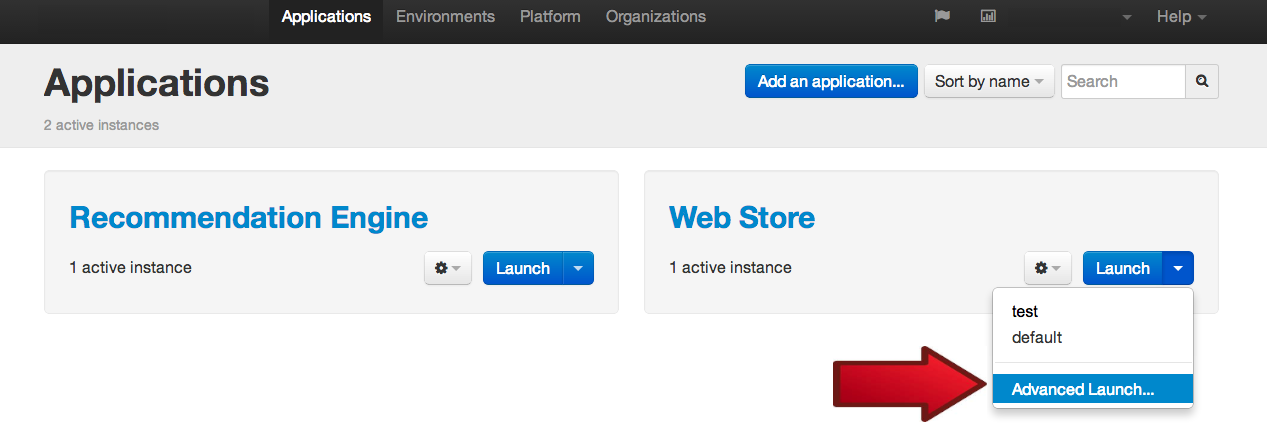 Applications Environments Platform Organizations Help
Applications
Add an application... Sort by name Search
2 active instances
Recommendation Engine
1 active instance
Launch
Web Store
1 active instance
Launch
test
default
Advanced Launch...